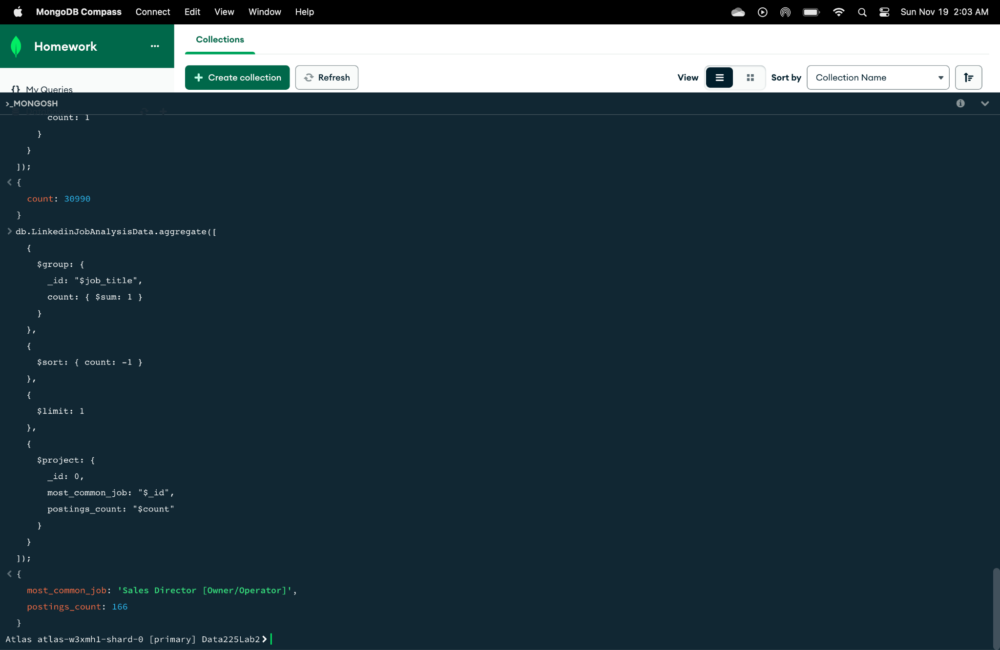 MongoDB Compass Connect Edit View Window Help Sun Nov 19 2:03 AM
Homework ...
Collections
+ Create collection
Refresh
View
Sort by
Collection Name
{} My Queries
>_MONGOSH
Databases
count: 1
}
}
]);
< {
count: 30990
}
> db.LinkedinJobAnalysisData.aggregate([
{
$group: {
_id: "$job_title",
count: { $sum: 1 }
}
},
{
$sort: { count: -1 }
},
{
$limit: 1
},
{
$project: {
_id: 0,
most_common_job: "$_id",
postings_count: "$count"
}
}
]);
< {
most_common_job: 'Sales Director [Owner/Operator]',
postings_count: 166
}
Atlas atlas-w3xmh1-shard-0 [primary] Data225Lab2>